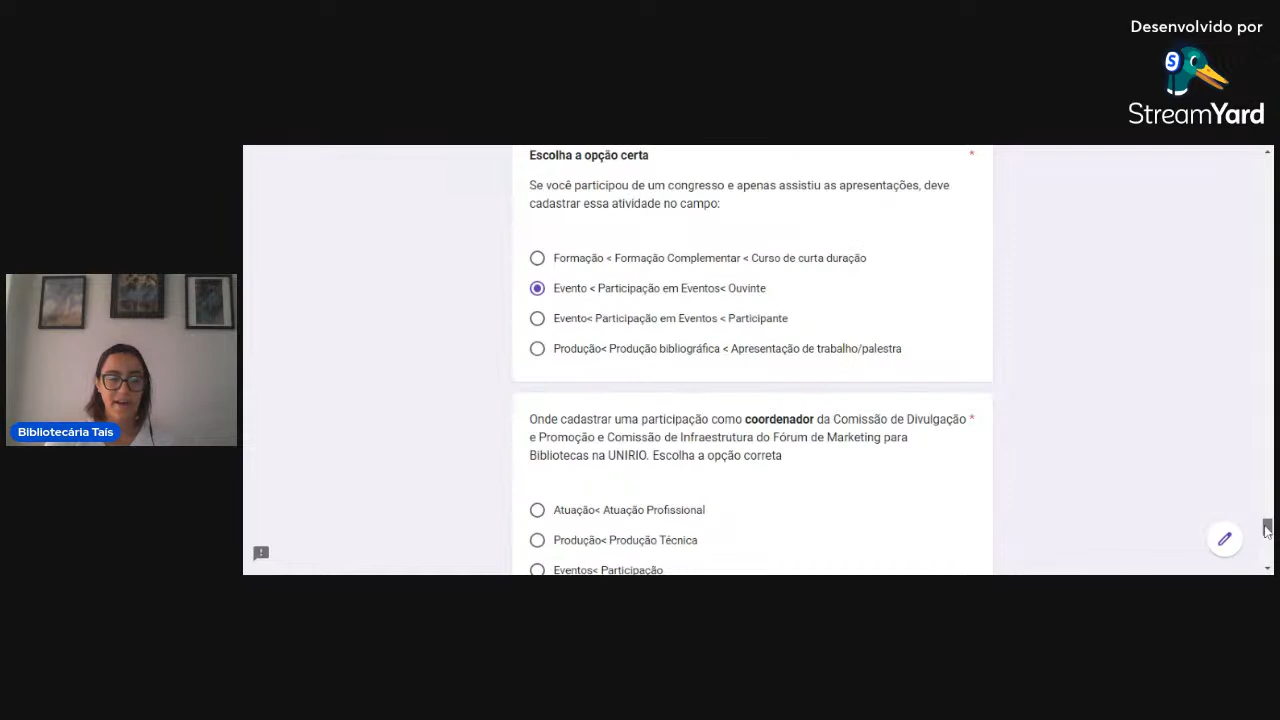 Desenvolvido por
S
StreamYard
Escolha a opção certa *
Se você participou de um congresso e apenas assistiu as apresentações, deve
cadastrar essa atividade no campo:
Formação < Formação Complementar < Curso de curta duração
Evento < Participação em Eventos< Ouvinte
Evento< Participação em Eventos < Participante
Produção< Produção bibliográfica < Apresentação de trabalho/palestra
Onde cadastrar uma participação como coordenador da Comissão de Divulgação *
e Promoção e Comissão de Infraestrutura do Fórum de Marketing para
Bibliotecas na UNIRIO. Escolha a opção correta
Atuação< Atuação Profissional
Produção< Produção Técnica
Eventos< Participação
Bibliotecária Taís